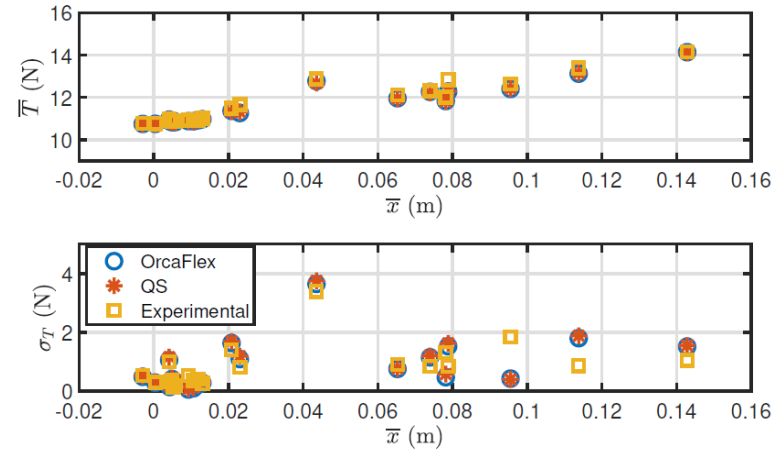 16
14
12
10
T̅ (N)
-0.02 0 0.02 0.04 0.06 0.08 0.1 0.12 0.14 0.16
x̅ (m)
OrcaFlex
QS
Experimental
4
2
0
σ_T (N)
-0.02 0 0.02 0.04 0.06 0.08 0.1 0.12 0.14 0.16
x̅ (m)